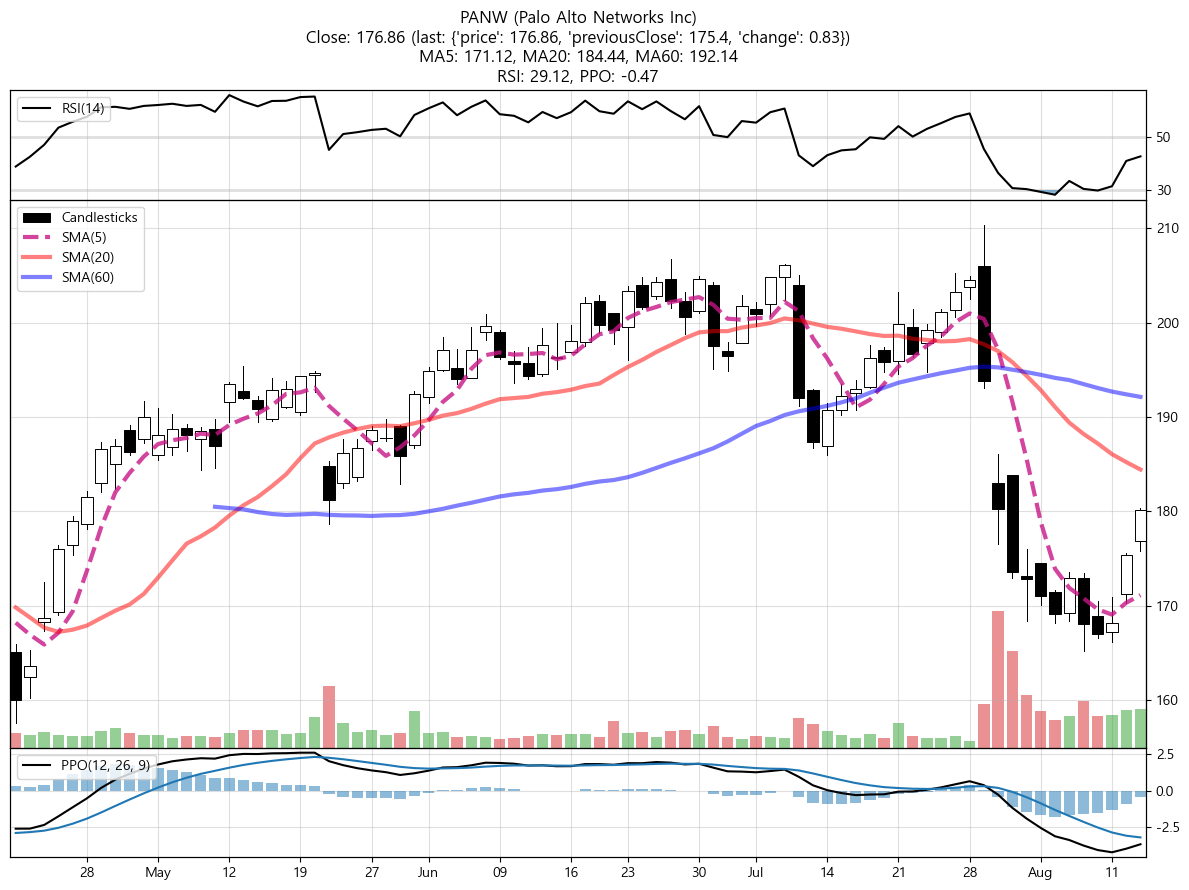 PANW (Palo Alto Networks Inc)
Close: 176.86 (last: {'price': 176.86, 'previousClose': 175.4, 'change': 0.83})
MA5: 171.12, MA20: 184.44, MA60: 192.14
RSI: 29.12, PPO: -0.47
RSI(14)
50
30
Candlesticks
SMA(5)
SMA(20)
SMA(60)
210
200
190
180
170
160
PPO(12, 26, 9)
2.5
0.0
−2.5
28 May 12 19 27 Jun 09 16 23 30 Jul 14 21 28 Aug 11